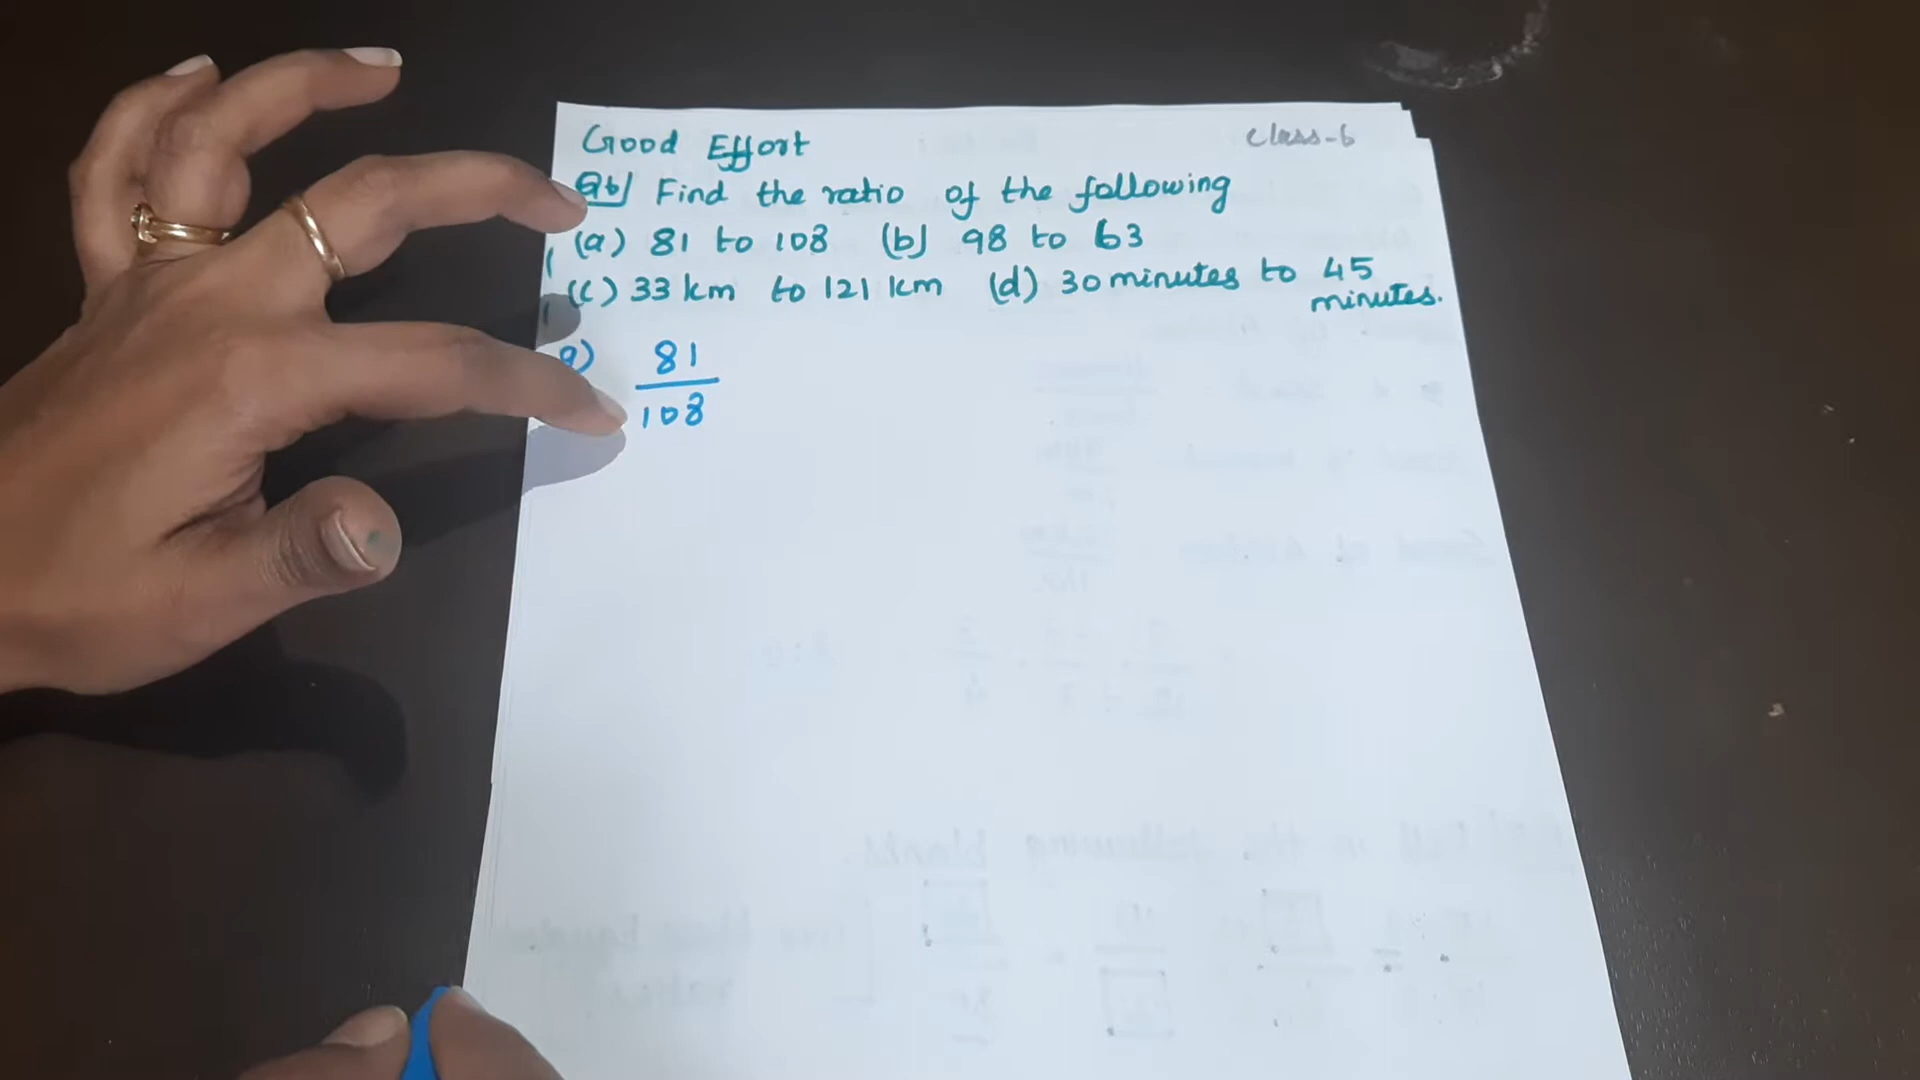 Good Effort Class-6
Q6) Find the ratio of the following
(a) 81 to 108 (b) 98 to 63
(c) 33 km to 121 km (d) 30 minutes to 45
minutes.
a) 81
108